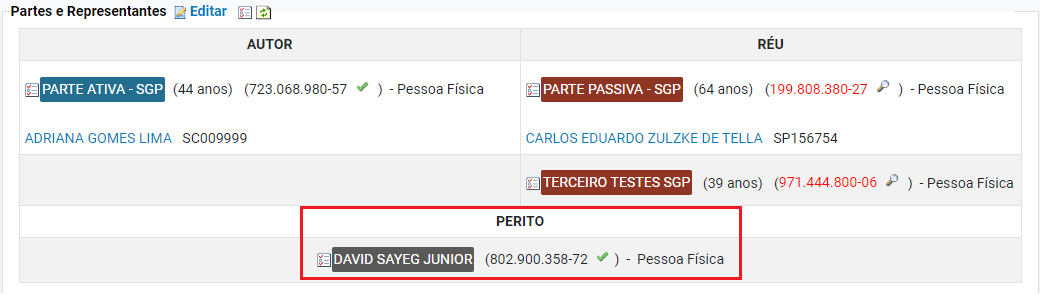 Partes e Representantes Editar
AUTOR RÉU
PARTE ATIVA - SGP (44 anos) (723.068.980-57 ) - Pessoa Física PARTE PASSIVA - SGP (64 anos) (199.808.380-27 ) - Pessoa Física
ADRIANA GOMES LIMA SC009999 CARLOS EDUARDO ZULZKE DE TELLA SP156754
TERCEIRO TESTES SGP (39 anos) (971.444.800-06 ) - Pessoa Física
PERITO
DAVID SAYEG JUNIOR (802.900.358-72 ) - Pessoa Física